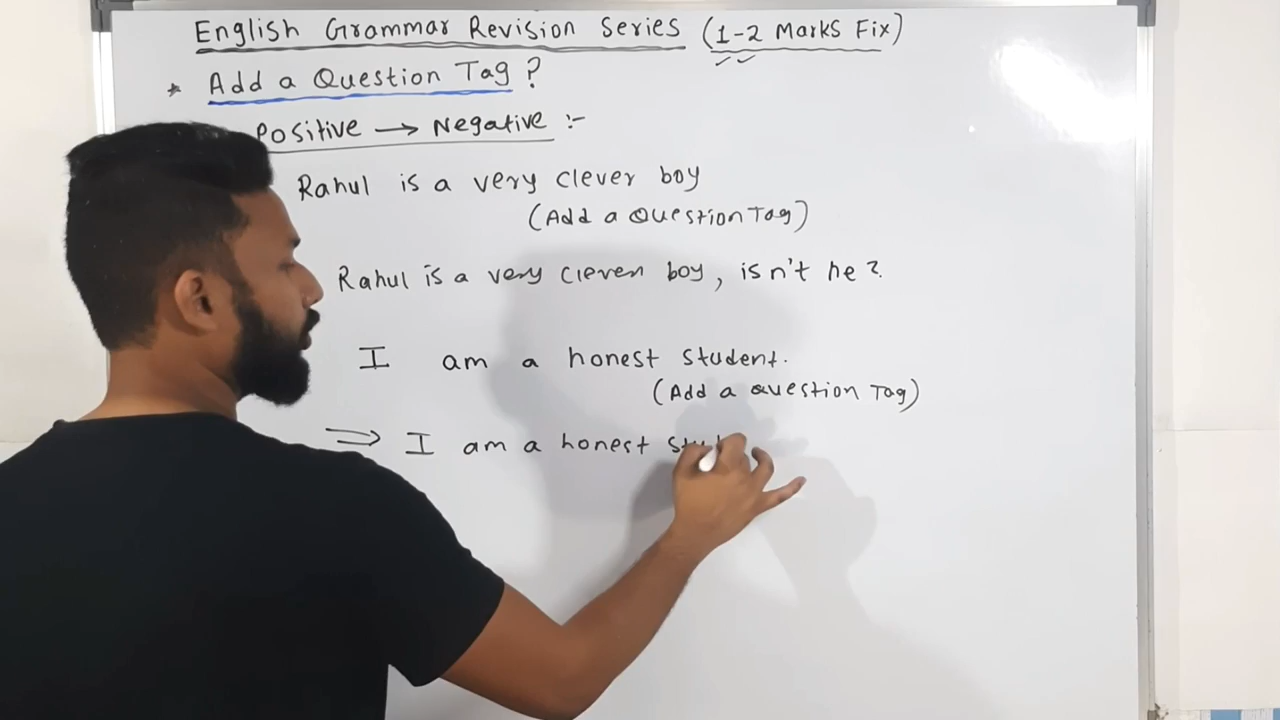 English Grammar Revision Series (1-2 Marks Fix)
* Add a Question Tag ?
Positive → Negative :-
Rahul is a very clever boy
(Add a Question Tag)
Rahul is a very clever boy, isn't he ?
I am a honest student.
(Add a Question Tag)
⇒ I am a honest